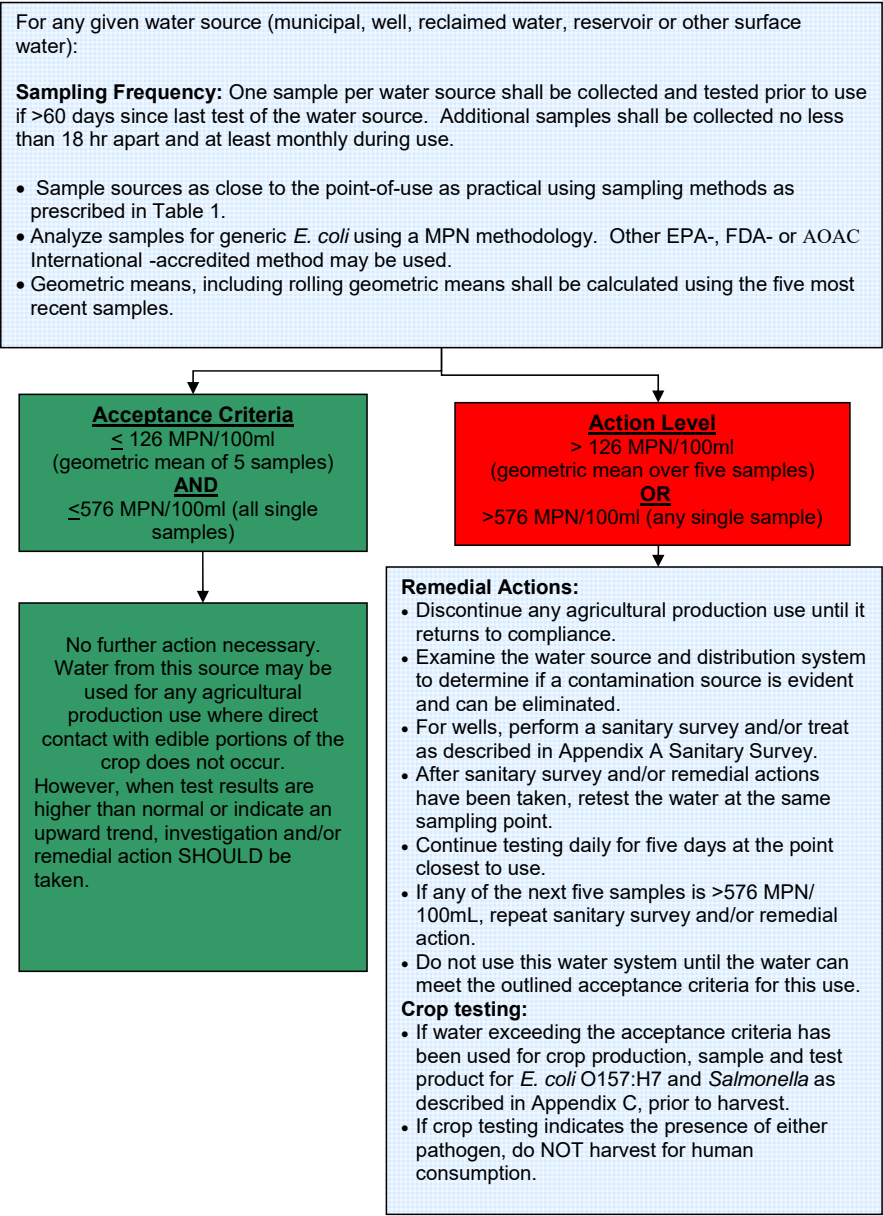 For any given water source (municipal, well, reclaimed water, reservoir or other surface
water):
Sampling Frequency: One sample per water source shall be collected and tested prior to use
if >60 days since last test of the water source. Additional samples shall be collected no less
than 18 hr apart and at least monthly during use.
• Sample sources as close to the point-of-use as practical using sampling methods as
prescribed in Table 1.
• Analyze samples for generic E. coli using a MPN methodology. Other EPA-, FDA- or AOAC
International -accredited method may be used.
• Geometric means, including rolling geometric means shall be calculated using the five most
recent samples.
Acceptance Criteria
< 126 MPN/100ml
(geometric mean of 5 samples)
AND
<576 MPN/100ml (all single
samples)
Action Level
> 126 MPN/100ml
(geometric mean over five samples)
OR
>576 MPN/100ml (any single sample)
No further action necessary.
Water from this source may be
used for any agricultural
production use where direct
contact with edible portions of the
crop does not occur.
However, when test results are
higher than normal or indicate an
upward trend, investigation and/or
remedial action SHOULD be
taken.
Remedial Actions:
• Discontinue any agricultural production use until it
returns to compliance.
• Examine the water source and distribution system
to determine if a contamination source is evident
and can be eliminated.
• For wells, perform a sanitary survey and/or treat
as described in Appendix A Sanitary Survey.
• After sanitary survey and/or remedial actions
have been taken, retest the water at the same
sampling point.
• Continue testing daily for five days at the point
closest to use.
• If any of the next five samples is >576 MPN/
100mL, repeat sanitary survey and/or remedial
action.
• Do not use this water system until the water can
meet the outlined acceptance criteria for this use.
Crop testing:
• If water exceeding the acceptance criteria has
been used for crop production, sample and test
product for E. coli O157:H7 and Salmonella as
described in Appendix C, prior to harvest.
• If crop testing indicates the presence of either
pathogen, do NOT harvest for human
consumption.